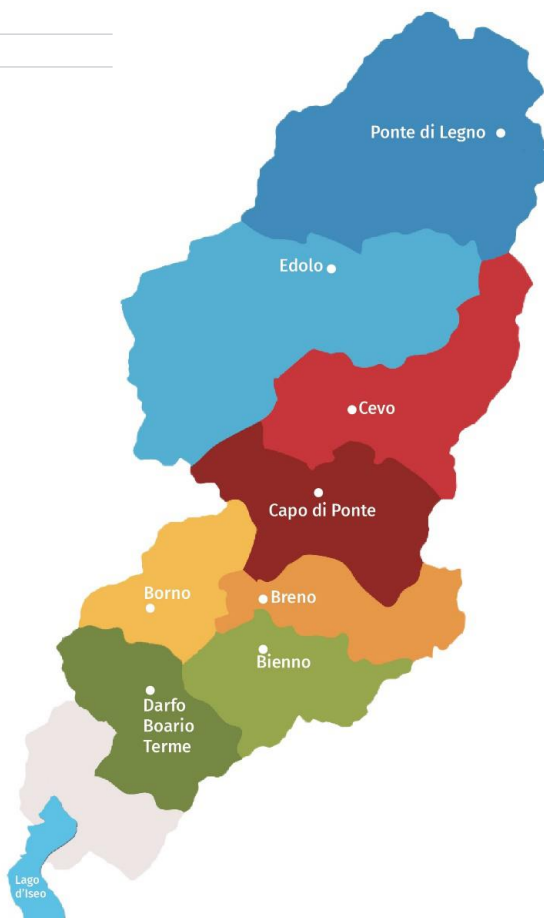 Ponte di Legno
Edolo
Cevo
Capo di Ponte
Borno
Breno
Bienno
Darfo
Boario
Terme
Lago
d'Iseo